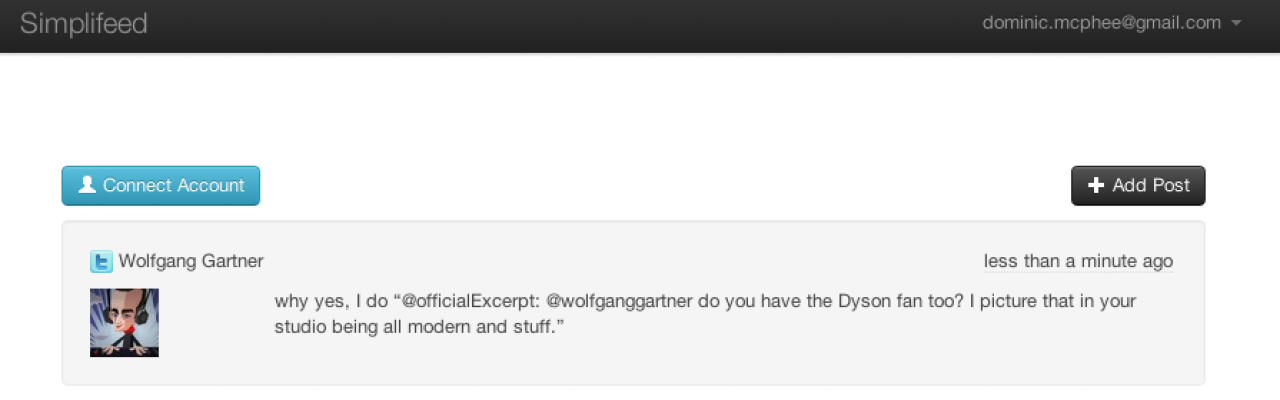 Simplifeed
dominic.mcphee@gmail.com
Connect Account
Add Post
Wolfgang Gartner
less than a minute ago
why yes, I do “@officialExcerpt: @wolfganggartner do you have the Dyson fan too? I picture that in your
studio being all modern and stuff.”